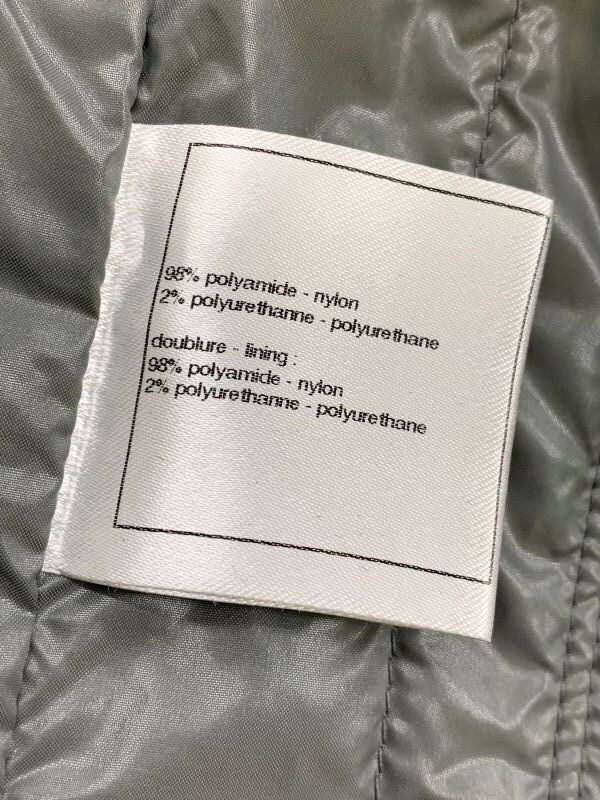 98% polyamide - nylon
2% polyurethanne - polyurethane
doublure - lining :
98% polyamide - nylon
2% polyurethanne - polyurethane